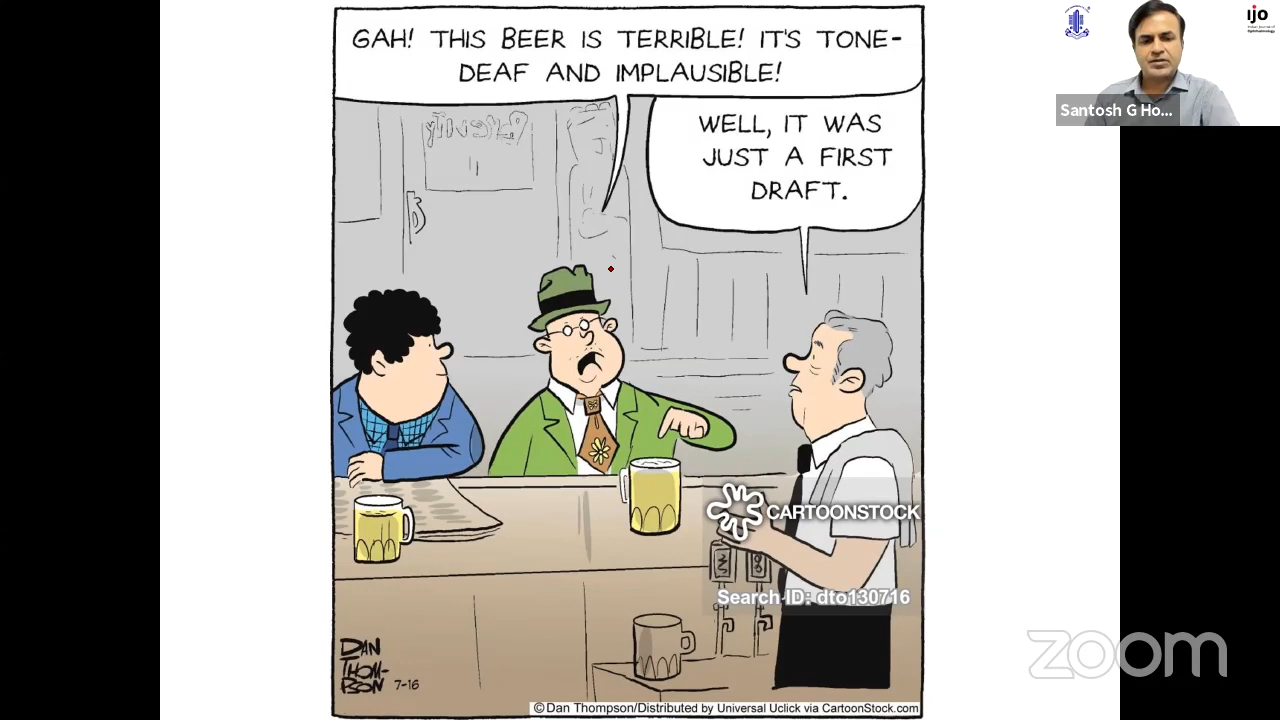 GAH! THIS BEER IS TERRIBLE! IT'S TONE-
DEAF AND IMPLAUSIBLE!
WELL, IT WAS
JUST A FIRST
DRAFT.
CARTOONSTOCK
Search ID: dto130716
DAN
THOM-
PSON 7-16
©Dan Thompson/Distributed by Universal Uclick via CartoonStock.com
ijo
Santosh G Ho...
zoom